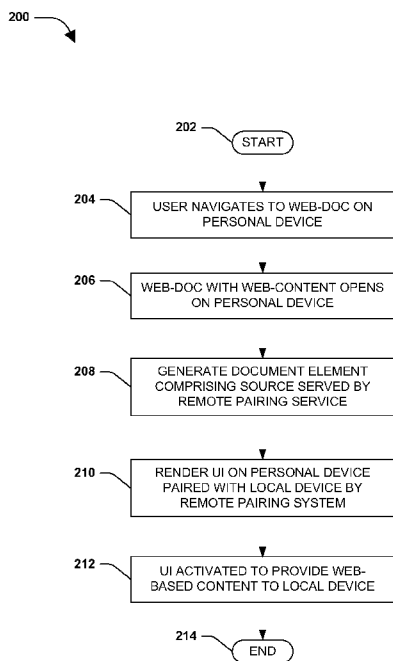 200
202
START
204
USER NAVIGATES TO WEB-DOC ON
PERSONAL DEVICE
206
WEB-DOC WITH WEB-CONTENT OPENS
ON PERSONAL DEVICE
208
GENERATE DOCUMENT ELEMENT
COMPRISING SOURCE SERVED BY
REMOTE PAIRING SERVICE
210
RENDER UI ON PERSONAL DEVICE
PAIRED WITH LOCAL DEVICE BY
REMOTE PAIRING SYSTEM
212
UI ACTIVATED TO PROVIDE WEB-
BASED CONTENT TO LOCAL DEVICE
214
END